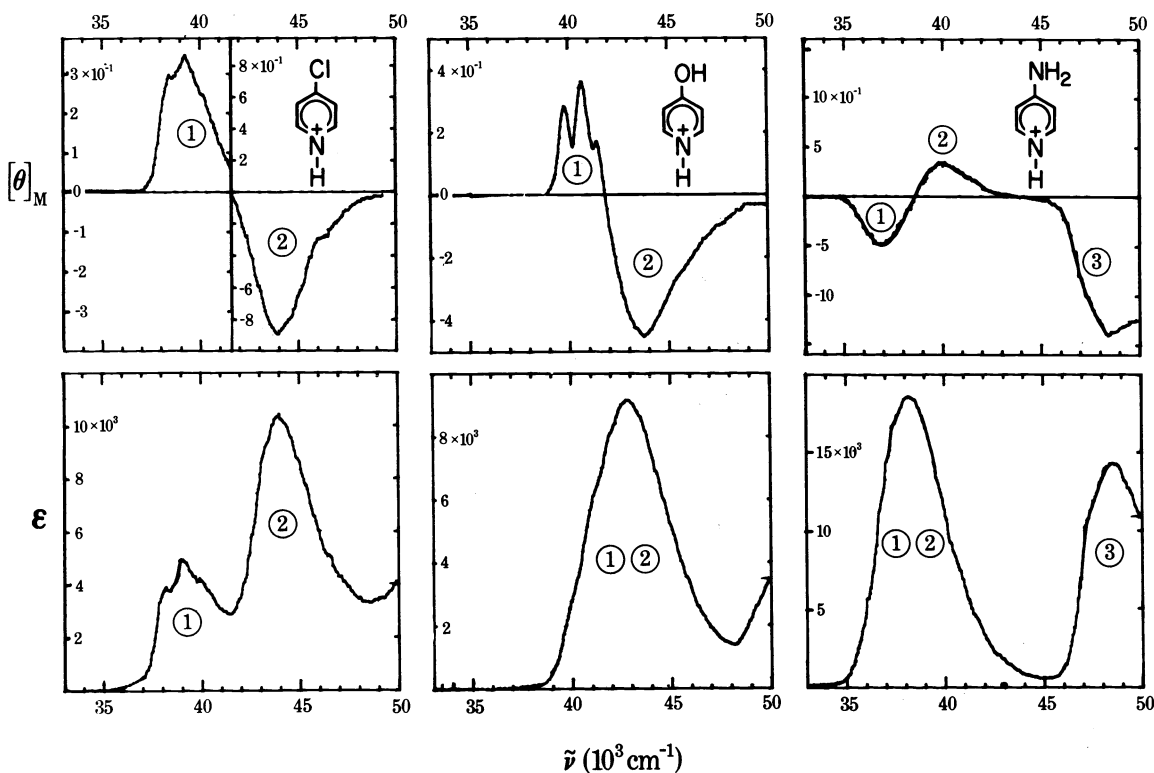 35 40 45 50
40 45 50
35 40 45 50
3 × 10⁻¹
2
1
0
-1
-2
-3
8 × 10⁻¹
6
4
2
-2
-4
-6
-8
Cl
+
N
H
①
②
[θ]M
4 × 10⁻¹
2
0
-2
-4
OH
+
N
H
①
②
10 × 10⁻¹
5
0
-5
-10
NH₂
+
N
H
①
②
③
10 × 10³
8
6
4
2
①
②
ε
8 × 10³
6
4
2
① ②
15 × 10³
10
5
① ②
③
35 40 45 50
40 45 50
35 40 45 50
ν̃ (10³ cm⁻¹)